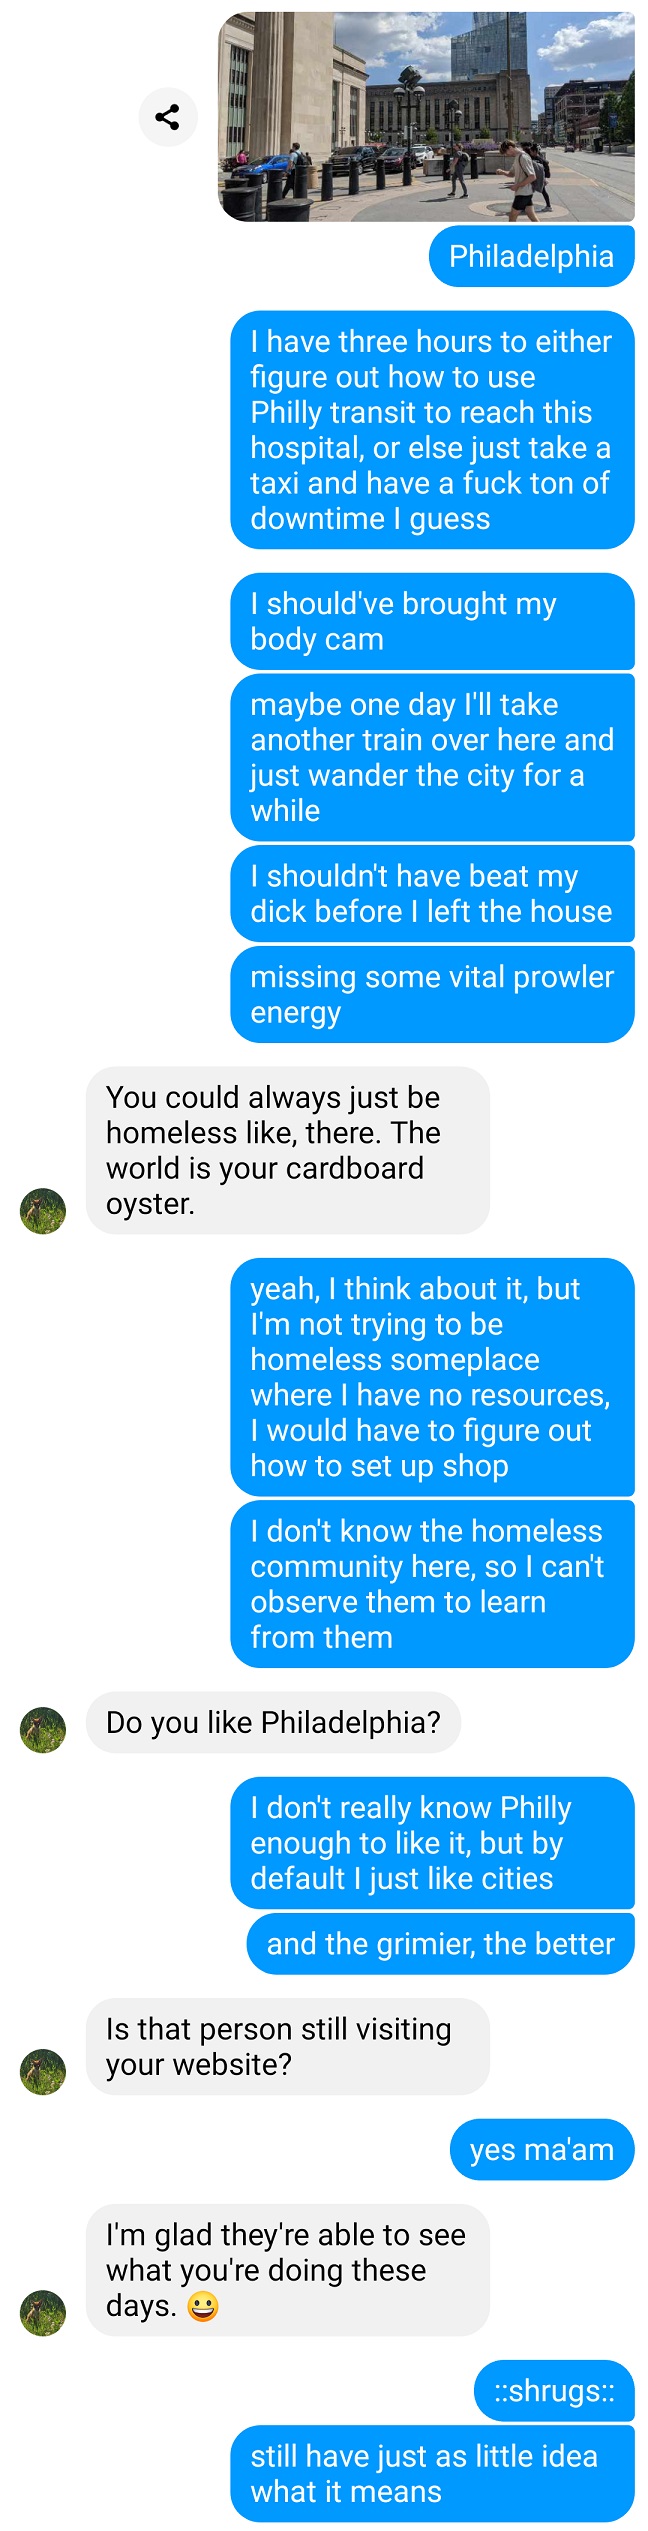 Philadelphia
I have three hours to either
figure out how to use
Philly transit to reach this
hospital, or else just take a
taxi and have a fuck ton of
downtime I guess
I should've brought my
body cam
maybe one day I'll take
another train over here and
just wander the city for a
while
I shouldn't have beat my
dick before I left the house
missing some vital prowler
energy
You could always just be
homeless like, there. The
world is your cardboard
oyster.
yeah, I think about it, but
I'm not trying to be
homeless someplace
where I have no resources,
I would have to figure out
how to set up shop
I don't know the homeless
community here, so I can't
observe them to learn
from them
Do you like Philadelphia?
I don't really know Philly
enough to like it, but by
default I just like cities
and the grimier, the better
Is that person still visiting
your website?
yes ma'am
I'm glad they're able to see
what you're doing these
days. 😀
::shrugs::
still have just as little idea
what it means